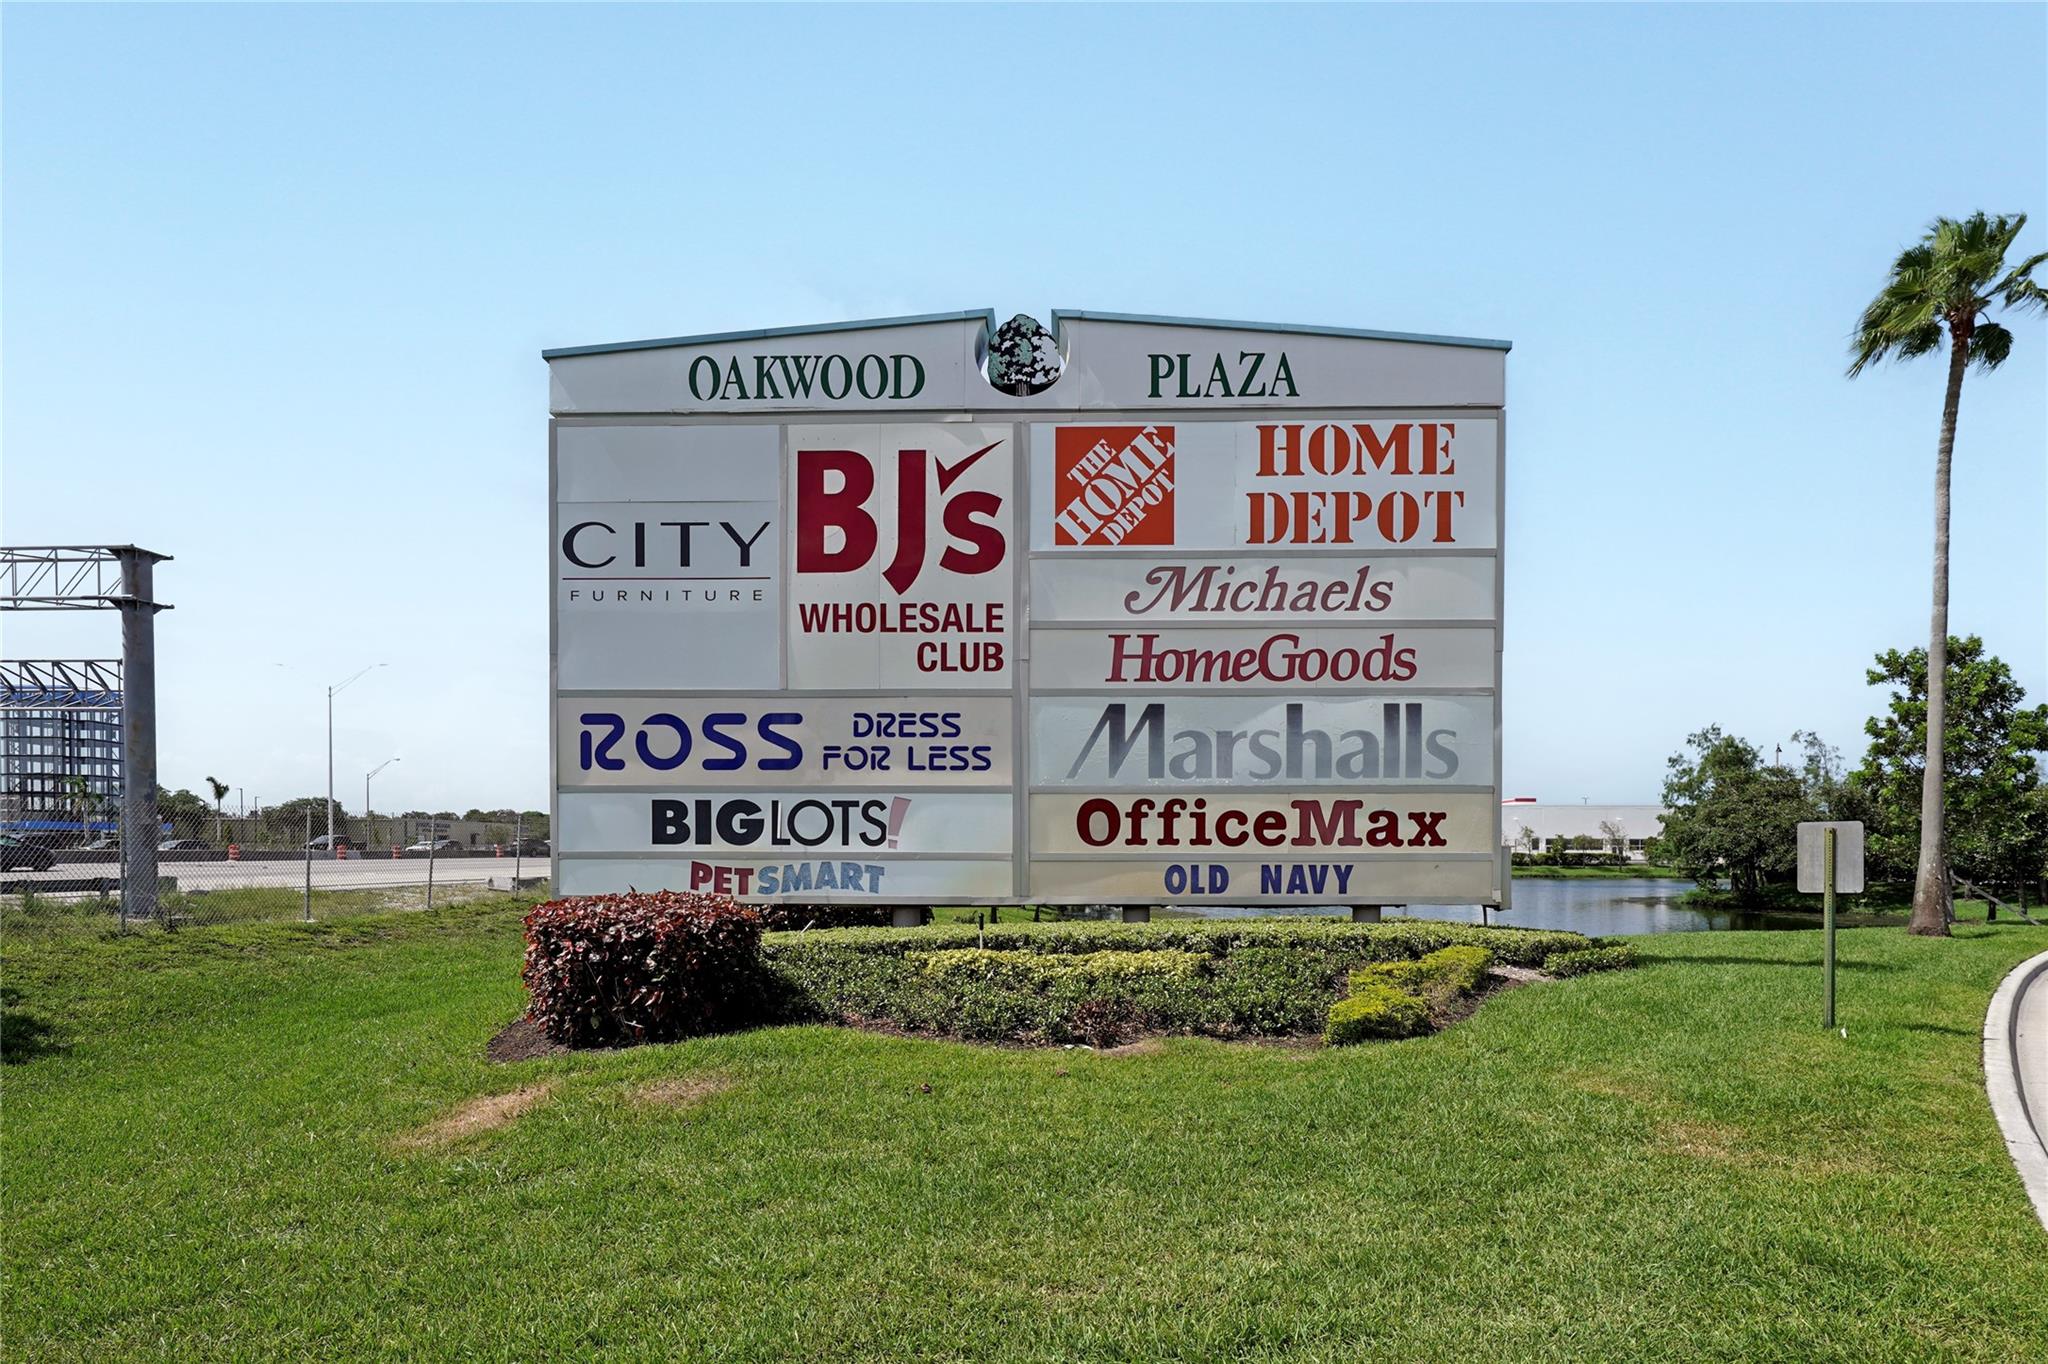 OAKWOOD PLAZA
CITY
FURNITURE
BJ's
WHOLESALE
CLUB
ROSS DRESS
FOR LESS
BIGLOTS!
PETSMART
THE
HOME
DEPOT
HOME
DEPOT
Michaels
HomeGoods
Marshalls
OfficeMax
OLD NAVY